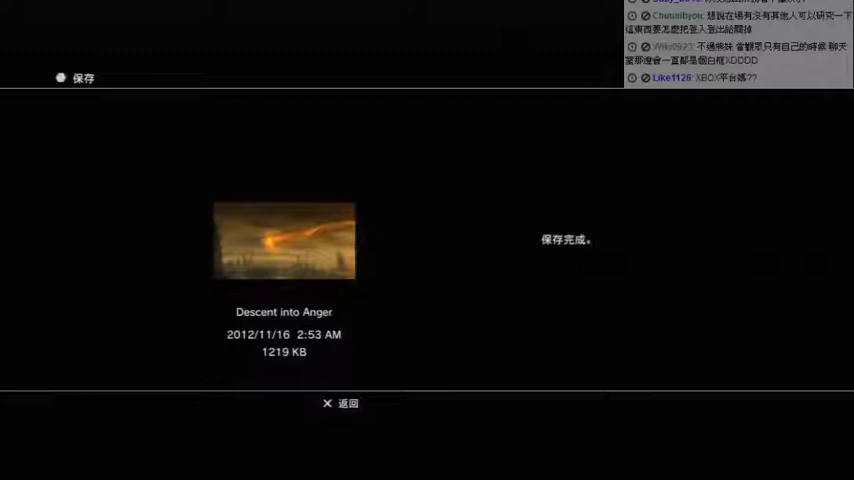 Chuunibyou: 想說在場有沒有其他人可以研究一下
這東西要怎麼把登入登出給關掉
不過熊妹 當觀眾只有自己的時候 聊天
室那邊會一直都是個白框XDDDD
Like1126: XBOX平台嗎??
保存
保存完成。
Descent into Anger
2012/11/16 2:53 AM
1219 KB
✕ 返回